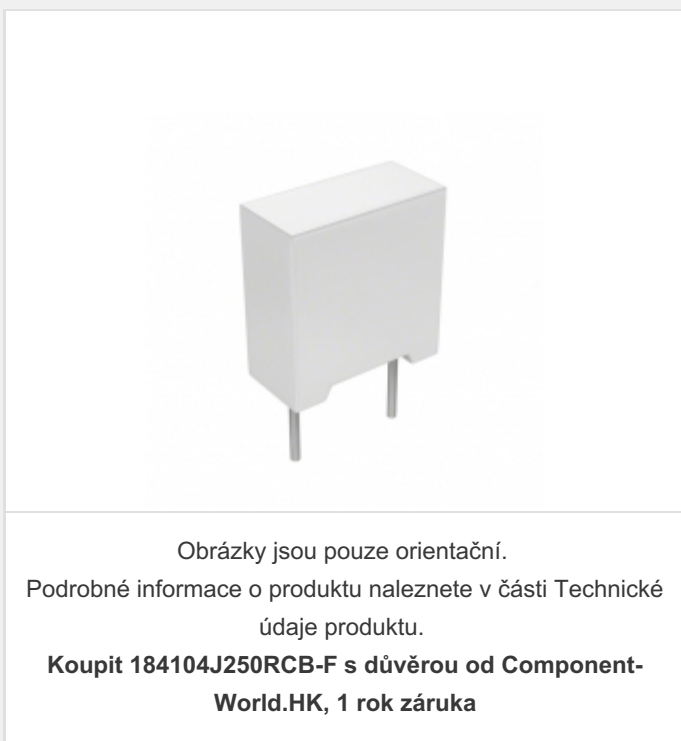 Obrázky jsou pouze orientační.
Podrobné informace o produktu naleznete v části Technické
údaje produktu.
Koupit 184104J250RCB-F s důvěrou od Component-
World.HK, 1 rok záruka